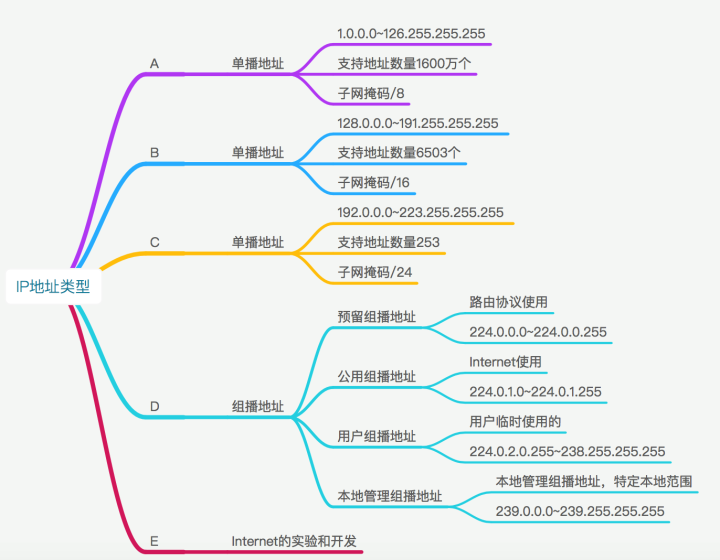 IP地址类型
A
单播地址
1.0.0.0~126.255.255.255
支持地址数量1600万个
子网掩码/8
B
单播地址
128.0.0.0~191.255.255.255
支持地址数量6503个
子网掩码/16
C
单播地址
192.0.0.0~223.255.255.255
支持地址数量253
子网掩码/24
D
组播地址
预留组播地址
路由协议使用
224.0.0.0~224.0.0.255
公用组播地址
Internet使用
224.0.1.0~224.0.1.255
用户组播地址
用户临时使用的
224.0.2.0.255~238.255.255.255
本地管理组播地址
本地管理组播地址，特定本地范围
239.0.0.0~239.255.255.255
E
Internet的实验和开发